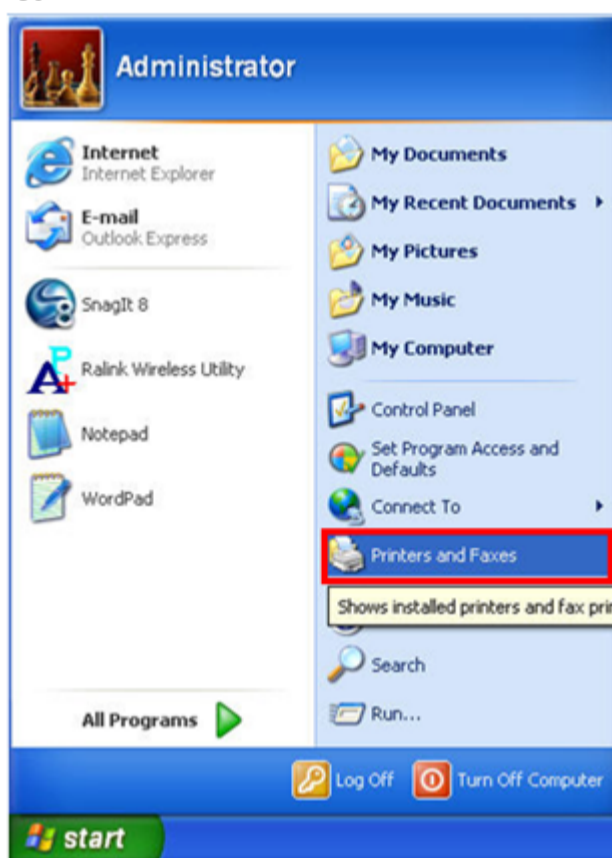 Administrator
Internet
Internet Explorer
E-mail
Outlook Express
SnagIt 8
Ralink Wireless Utility
Notepad
WordPad
All Programs
My Documents
My Recent Documents
My Pictures
My Music
My Computer
Control Panel
Set Program Access and
Defaults
Connect To
Printers and Faxes
Shows installed printers and fax
Search
Run...
Log Off
Turn Off Computer
start